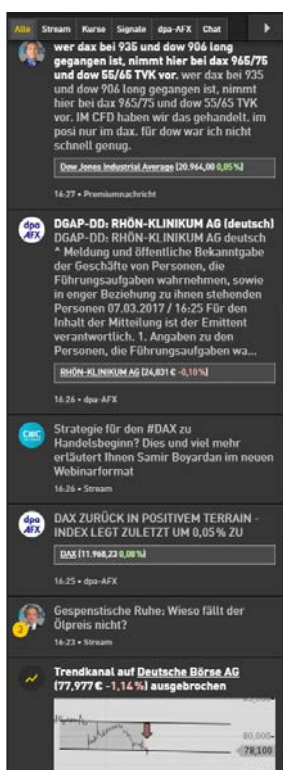 Alle Stream Kurse Signale dpa-AFX Chat
wer dax bei 935 und dow 906 long
gegangen ist, nimmt hier bei dax 965/75
und dow 55/65 TVK vor. wer dax bei 935
und dow 906 long gegangen ist, nimmt
hier bei dax 965/75 und dow 55/65 TVK
vor. IM CFD haben wir das gehandelt. im
posi nur im dax. für dow war ich nicht
schnell genug.
Dow Jones Industrial Average (20.964,00 0,05%)
16:27 • Premiumnachricht
dpa
AFX
DGAP-DD: RHÖN-KLINIKUM AG (deutsch)
DGAP-DD: RHÖN-KLINIKUM AG deutsch
^ Meldung und öffentliche Bekanntgabe
der Geschäfte von Personen, die
Führungsaufgaben wahrnehmen, sowie
in enger Beziehung zu ihnen stehenden
Personen 07.03.2017 / 16:25 Für den
Inhalt der Mitteilung ist der Emittent
verantwortlich. 1. Angaben zu den
Personen, die Führungsaufgaben wa...
RHÖN-KLINIKUM AG (24,831 € -0,10%)
16:26 • dpa-AFX
CMC
Strategie für den #DAX zu
Handelsbeginn? Dies und viel mehr
erläutert Ihnen Samir Boyardan im neuen
Webinarformat
16:26 • Stream
dpa
AFX
DAX ZURÜCK IN POSITIVEM TERRAIN -
INDEX LEGT ZULETZT UM 0,05% ZU
DAX (11.968,23 0,08%)
16:25 • dpa-AFX
3
Gespenstische Ruhe: Wieso fällt der
Ölpreis nicht?
16:23 • Stream
Trendkanal auf Deutsche Börse AG
(77,977 € -1,14%) ausgebrochen
80,000
78,100